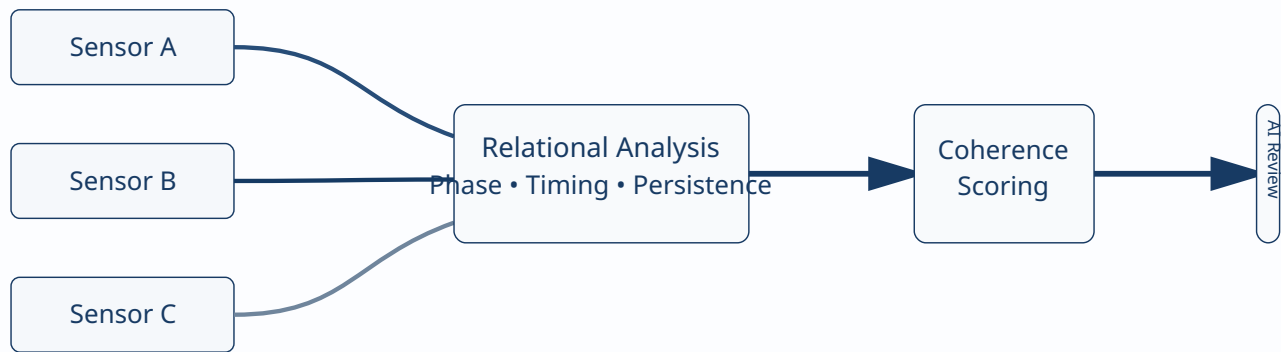 Sensor A
Sensor B
Sensor C
Relational Analysis
Phase • Timing • Persistence
Coherence
Scoring
AI Review